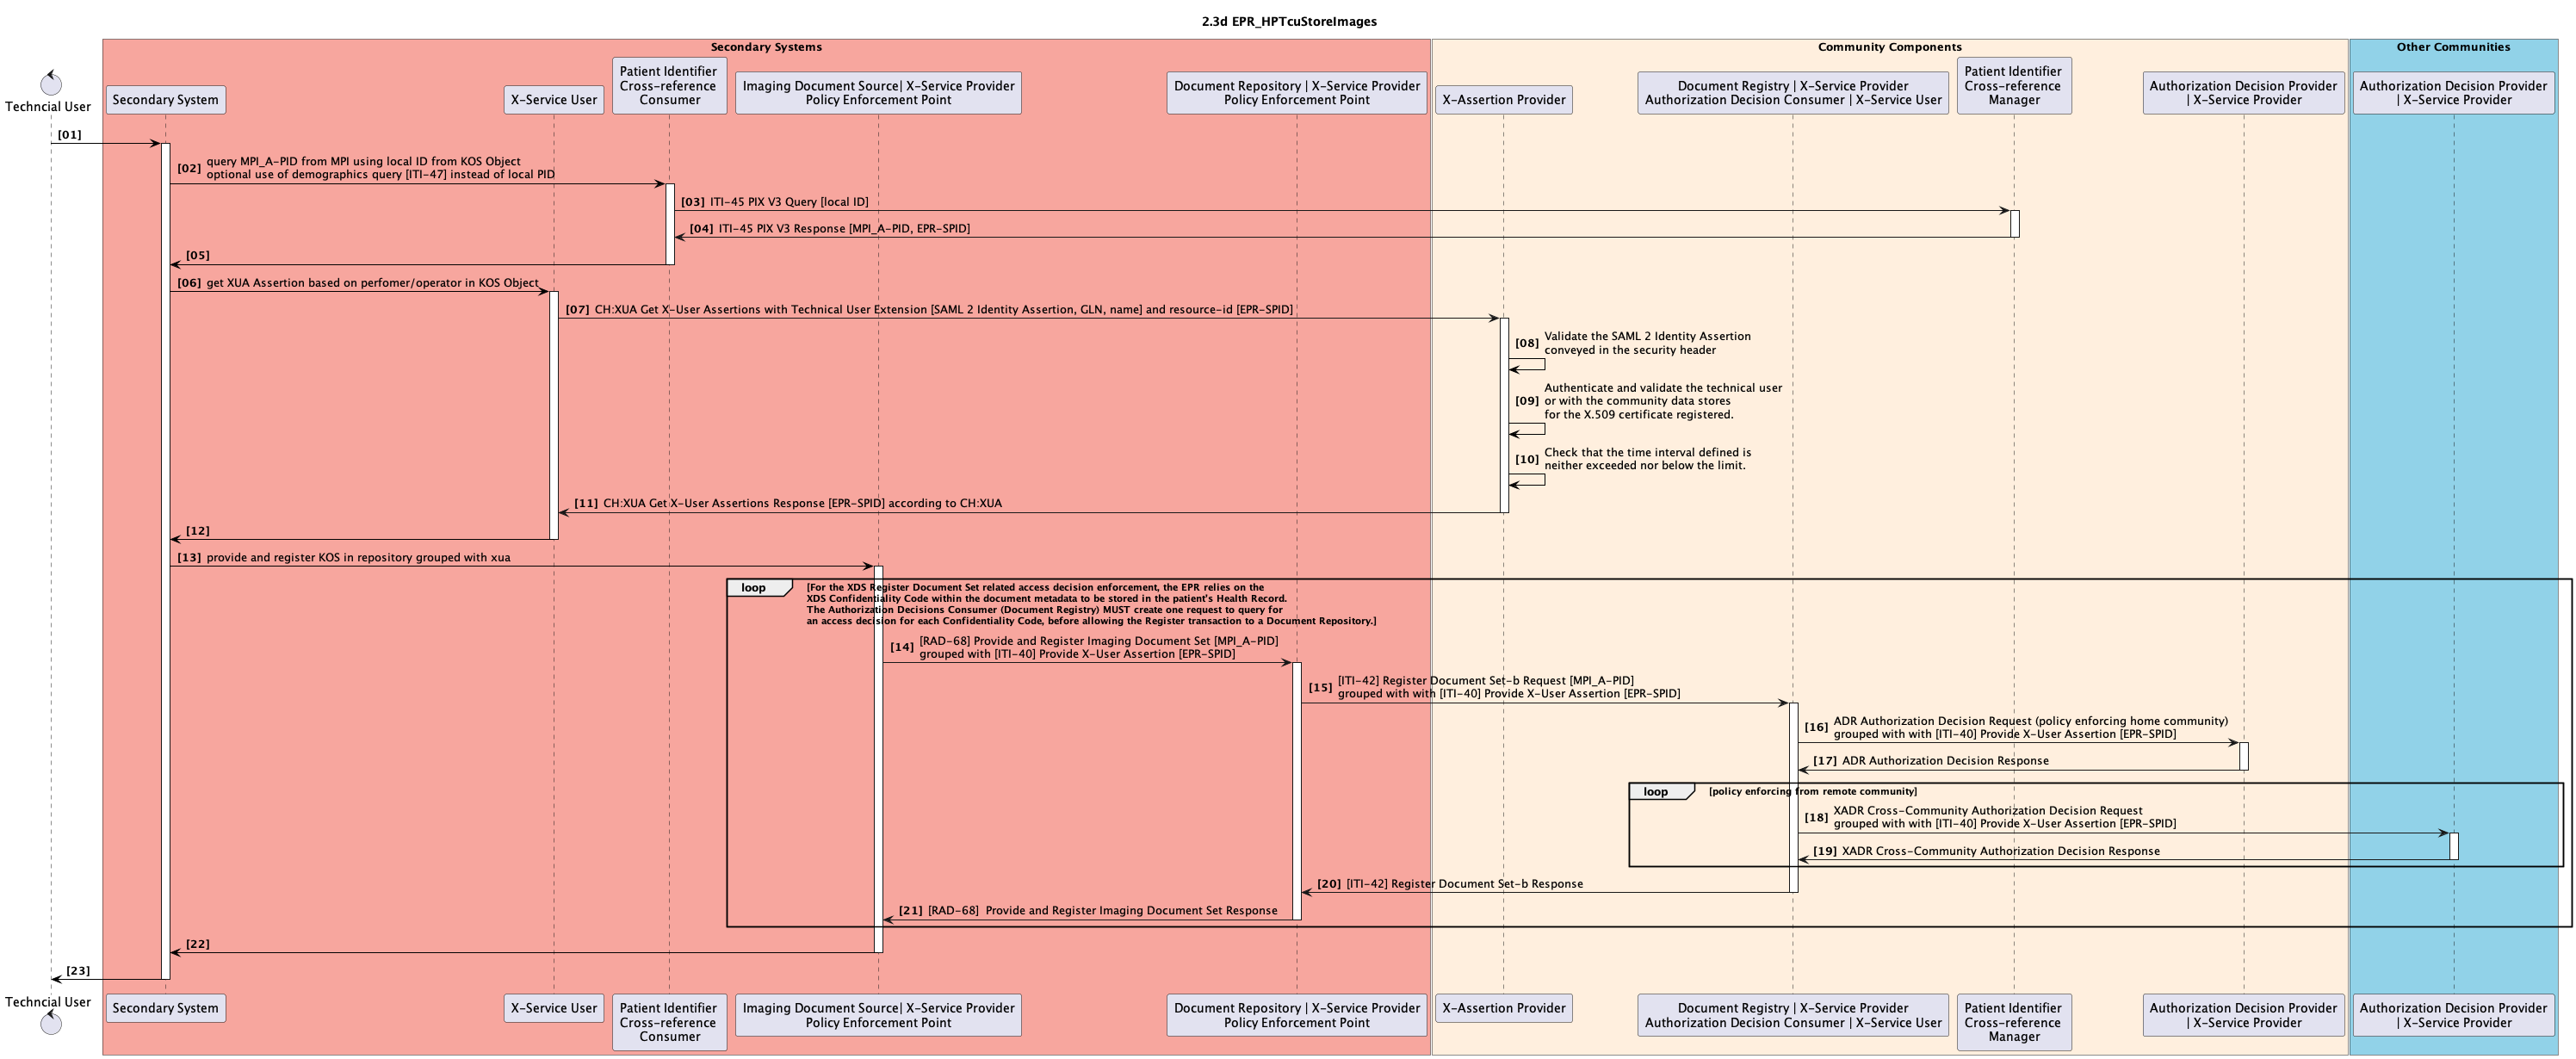 2.3d EPR_HPTcuStoreImages
Secondary Systems
Community Components
Other Communities
Techncial User
Secondary System
X-Service User
Patient Identifier
Cross-reference
Consumer
Imaging Document Source| X-Service Provider
Policy Enforcement Point
Document Repository | X-Service Provider
Policy Enforcement Point
X-Assertion Provider
Document Registry | X-Service Provider
Authorization Decision Consumer | X-Service User
Patient Identifier
Cross-reference
Manager
Authorization Decision Provider
| X-Service Provider
Authorization Decision Provider
| X-Service Provider
[01]
[02] query MPI_A-PID from MPI using local ID from KOS Object
optional use of demographics query [ITI-47] instead of local PID
[03] ITI-45 PIX V3 Query [local ID]
[04] ITI-45 PIX V3 Response [MPI_A-PID, EPR-SPID]
[05]
[06] get XUA Assertion based on perfomer/operator in KOS Object
[07] CH:XUA Get X-User Assertions with Technical User Extension [SAML 2 Identity Assertion, GLN, name] and resource-id [EPR-SPID]
[08] Validate the SAML 2 Identity Assertion
conveyed in the security header
[09] Authenticate and validate the technical user
or with the community data stores
for the X.509 certificate registered.
[10] Check that the time interval defined is
neither exceeded nor below the limit.
[11] CH:XUA Get X-User Assertions Response [EPR-SPID] according to CH:XUA
[12]
[13] provide and register KOS in repository grouped with xua
loop [For the XDS Register Document Set related access decision enforcement, the EPR relies on the
XDS Confidentiality Code within the document metadata to be stored in the patient's Health Record.
The Authorization Decisions Consumer (Document Registry) MUST create one request to query for
an access decision for each Confidentiality Code, before allowing the Register transaction to a Document Repository.]
[14] [RAD-68] Provide and Register Imaging Document Set [MPI_A-PID]
grouped with [ITI-40] Provide X-User Assertion [EPR-SPID]
[15] [ITI-42] Register Document Set-b Request [MPI_A-PID]
grouped with with [ITI-40] Provide X-User Assertion [EPR-SPID]
[16] ADR Authorization Decision Request (policy enforcing home community)
grouped with with [ITI-40] Provide X-User Assertion [EPR-SPID]
[17] ADR Authorization Decision Response
loop [policy enforcing from remote community]
[18] XADR Cross-Community Authorization Decision Request
grouped with with [ITI-40] Provide X-User Assertion [EPR-SPID]
[19] XADR Cross-Community Authorization Decision Response
[20] [ITI-42] Register Document Set-b Response
[21] [RAD-68] Provide and Register Imaging Document Set Response
[22]
[23]
Techncial User
Secondary System
X-Service User
Patient Identifier
Cross-reference
Consumer
Imaging Document Source| X-Service Provider
Policy Enforcement Point
Document Repository | X-Service Provider
Policy Enforcement Point
X-Assertion Provider
Document Registry | X-Service Provider
Authorization Decision Consumer | X-Service User
Patient Identifier
Cross-reference
Manager
Authorization Decision Provider
| X-Service Provider
Authorization Decision Provider
| X-Service Provider